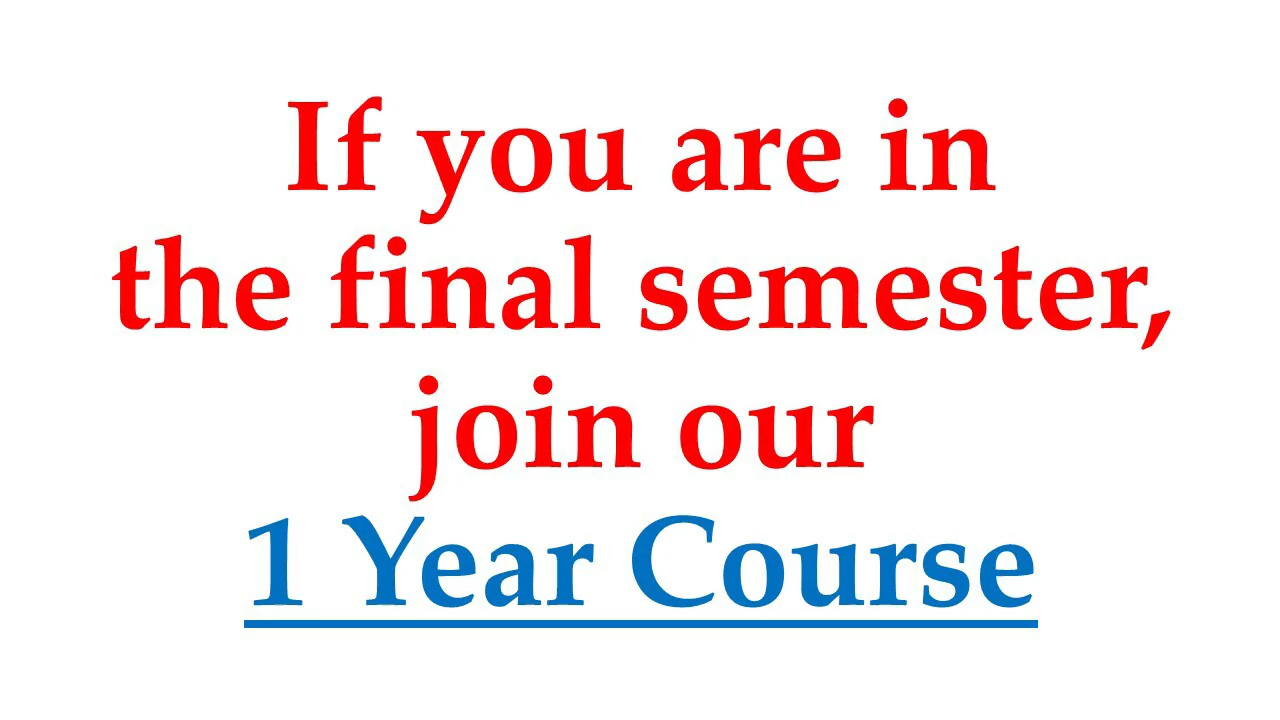 If you are in
the final semester,
join our
1 Year Course